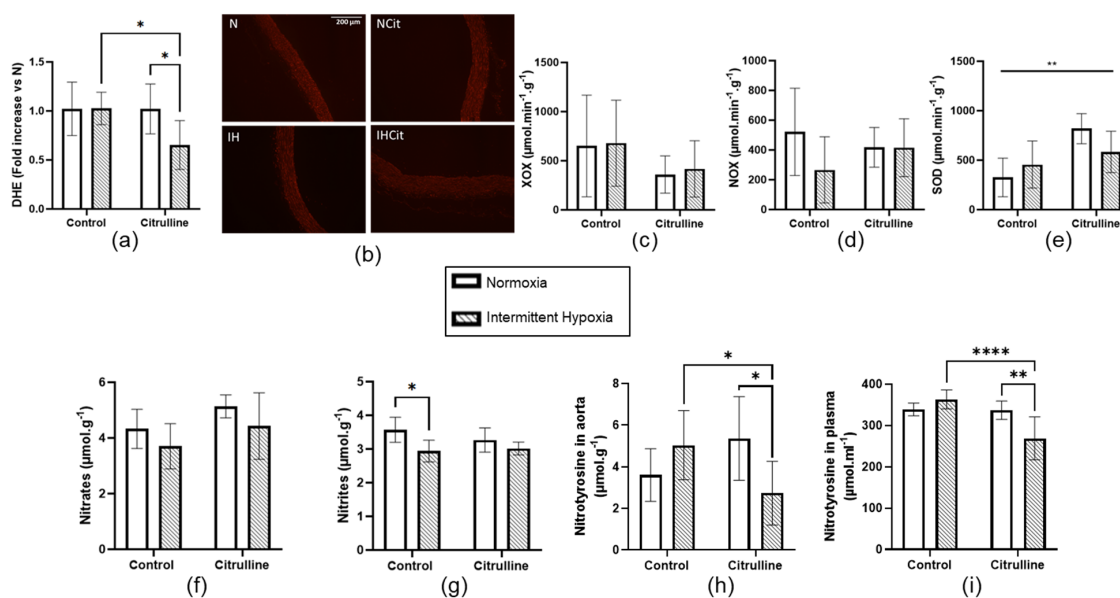 *
*
DHE (Fold increase vs N)
1.5
1.0
0.5
0.0
Control
Citrulline
(a)
N
200 μm
NCit
IH
IHCit
(b)
XOX (μmol.min⁻¹.g⁻¹)
1500
1000
500
0
Control
Citrulline
(c)
NOX (μmol.min⁻¹.g⁻¹)
1000
800
600
400
200
0
Control
Citrulline
(d)
SOD (μmol.min⁻¹.g⁻¹)
1500
1000
500
0
**
Control
Citrulline
(e)
Normoxia
Intermittent Hypoxia
Nitrates (μmol.g⁻¹)
6
4
2
0
Control
Citrulline
(f)
Nitrites (μmol.g⁻¹)
5
4
3
2
1
0
*
Control
Citrulline
(g)
Nitrotyrosine in aorta
(μmol.g⁻¹)
8
6
4
2
0
*
*
Control
Citrulline
(h)
Nitrotyrosine in plasma
(μmol.ml⁻¹)
400
300
200
100
0
****
**
Control
Citrulline
(i)